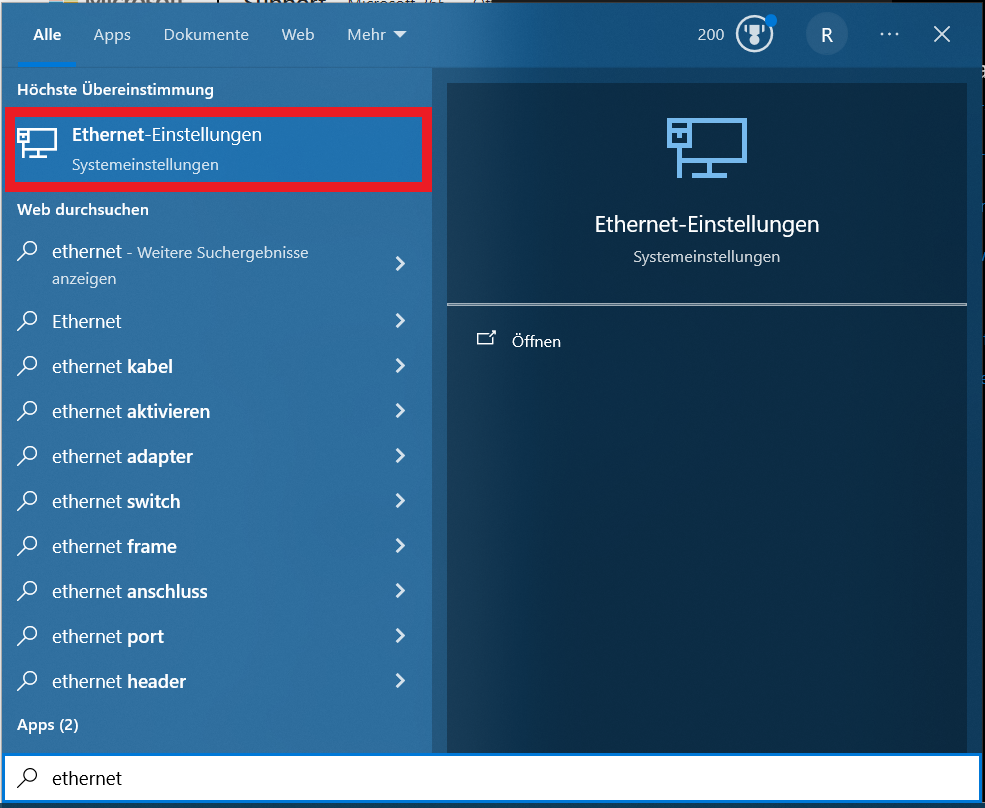 Support
Alle Apps Dokumente Web Mehr 200 R
Höchste Übereinstimmung
Ethernet-Einstellungen
Systemeinstellungen
Web durchsuchen
ethernet - Weitere Suchergebnisse
anzeigen
Ethernet
ethernet kabel
ethernet aktivieren
ethernet adapter
ethernet switch
ethernet frame
ethernet anschluss
ethernet port
ethernet header
Apps (2)
Ethernet-Einstellungen
Systemeinstellungen
Öffnen
ethernet